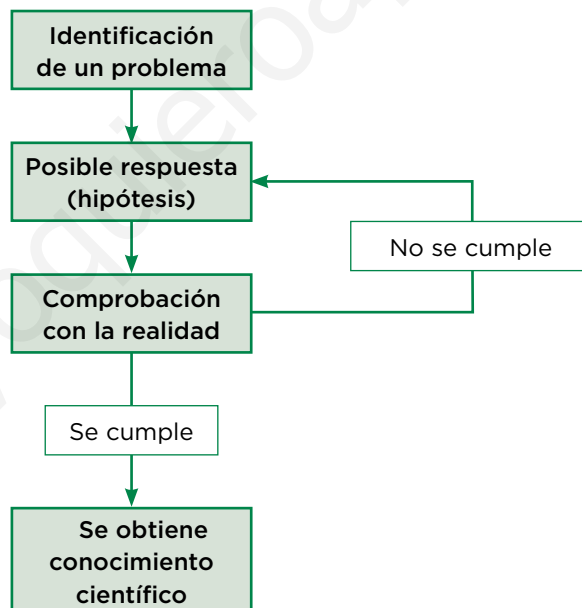 Identificación
de un problema
Posible respuesta
(hipótesis)
No se cumple
Comprobación
con la realidad
Se cumple
Se obtiene
conocimiento
científico